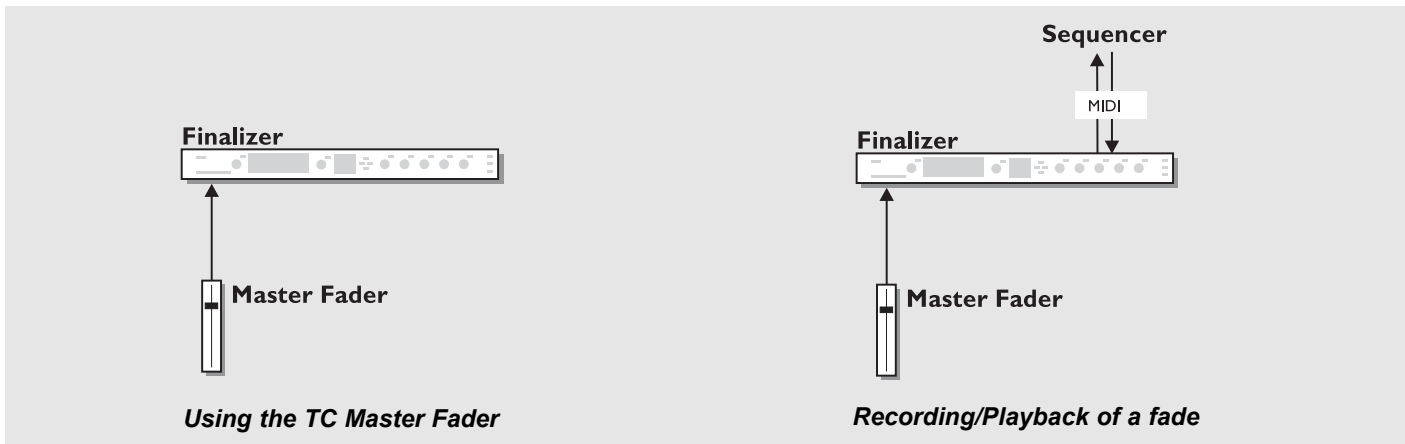 Finalizer
Master Fader
Using the TC Master Fader
Sequencer
MIDI
Finalizer
Master Fader
Recording/Playback of a fade